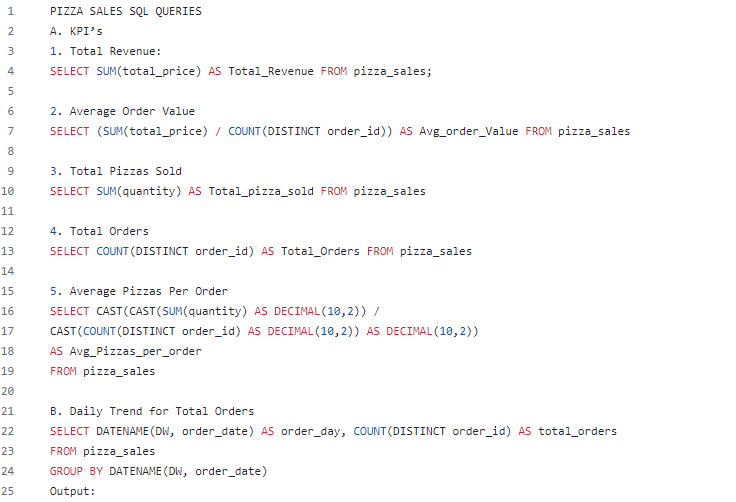 1 PIZZA SALES SQL QUERIES
2 A. KPI’s
3 1. Total Revenue:
4 SELECT SUM(total_price) AS Total_Revenue FROM pizza_sales;
5
6 2. Average Order Value
7 SELECT (SUM(total_price) / COUNT(DISTINCT order_id)) AS Avg_order_Value FROM pizza_sales
8
9 3. Total Pizzas Sold
10 SELECT SUM(quantity) AS Total_pizza_sold FROM pizza_sales
11
12 4. Total Orders
13 SELECT COUNT(DISTINCT order_id) AS Total_Orders FROM pizza_sales
14
15 5. Average Pizzas Per Order
16 SELECT CAST(CAST(SUM(quantity) AS DECIMAL(10,2)) /
17 CAST(COUNT(DISTINCT order_id) AS DECIMAL(10,2)) AS DECIMAL(10,2))
18 AS Avg_Pizzas_per_order
19 FROM pizza_sales
20
21 B. Daily Trend for Total Orders
22 SELECT DATENAME(DW, order_date) AS order_day, COUNT(DISTINCT order_id) AS total_orders
23 FROM pizza_sales
24 GROUP BY DATENAME(DW, order_date)
25 Output: